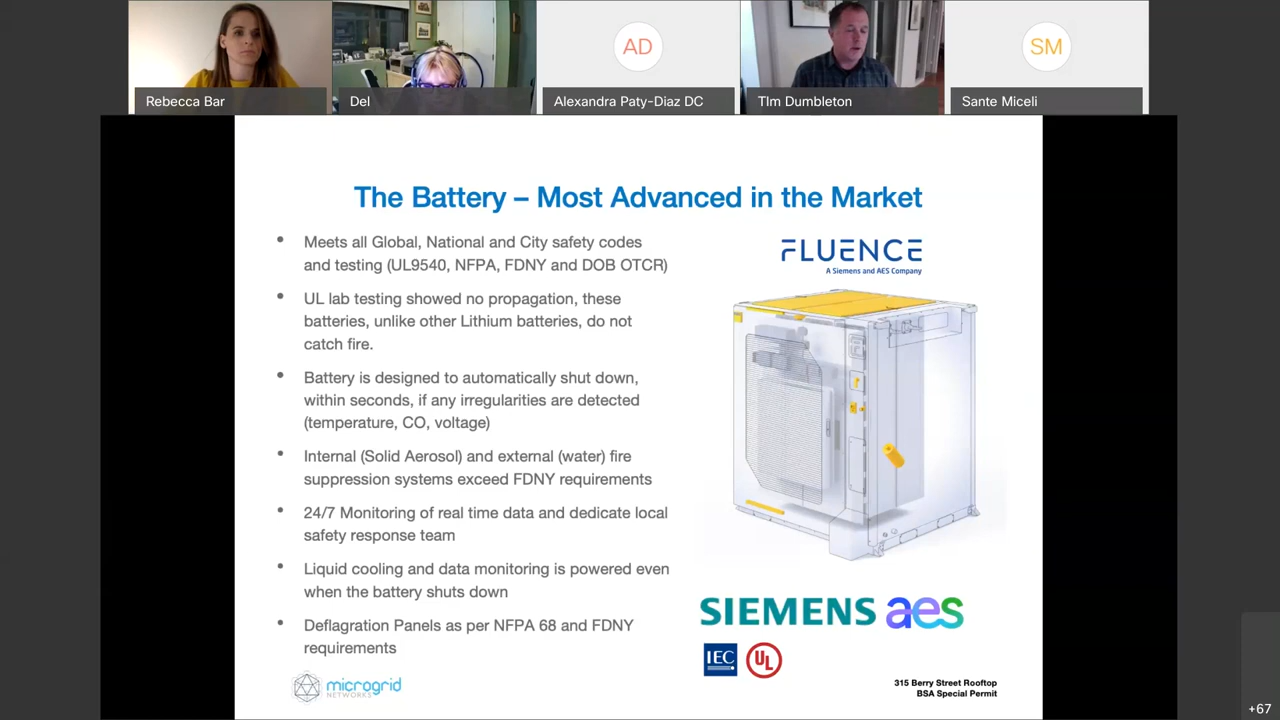 AD
SM
Rebecca Bar
Del
Alexandra Paty-Diaz DC
TIm Dumbleton
Sante Miceli
The Battery – Most Advanced in the Market
• Meets all Global, National and City safety codes
and testing (UL9540, NFPA, FDNY and DOB OTCR)
• UL lab testing showed no propagation, these
batteries, unlike other Lithium batteries, do not
catch fire.
• Battery is designed to automatically shut down,
within seconds, if any irregularities are detected
(temperature, CO, voltage)
• Internal (Solid Aerosol) and external (water) fire
suppression systems exceed FDNY requirements
• 24/7 Monitoring of real time data and dedicate local
safety response team
• Liquid cooling and data monitoring is powered even
when the battery shuts down
• Deflagration Panels as per NFPA 68 and FDNY
requirements
FLUENCE
A Siemens and AES Company
SIEMENS aes
IEC UL
microgrid
NETWORKS
315 Berry Street Rooftop
BSA Special Permit
+67